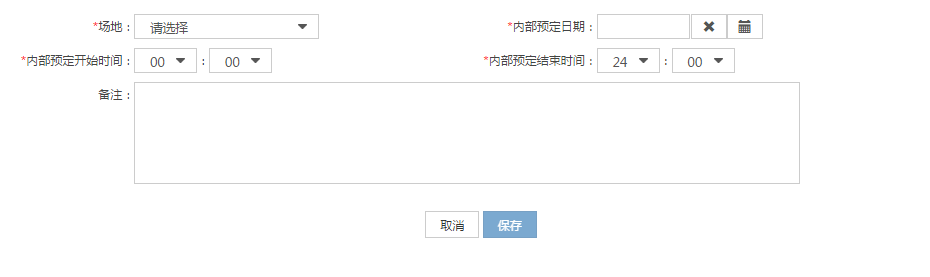 *场地： 请选择 *内部预定日期：
*内部预定开始时间： 00 : 00 *内部预定结束时间： 24 : 00
备注：
取消 保存